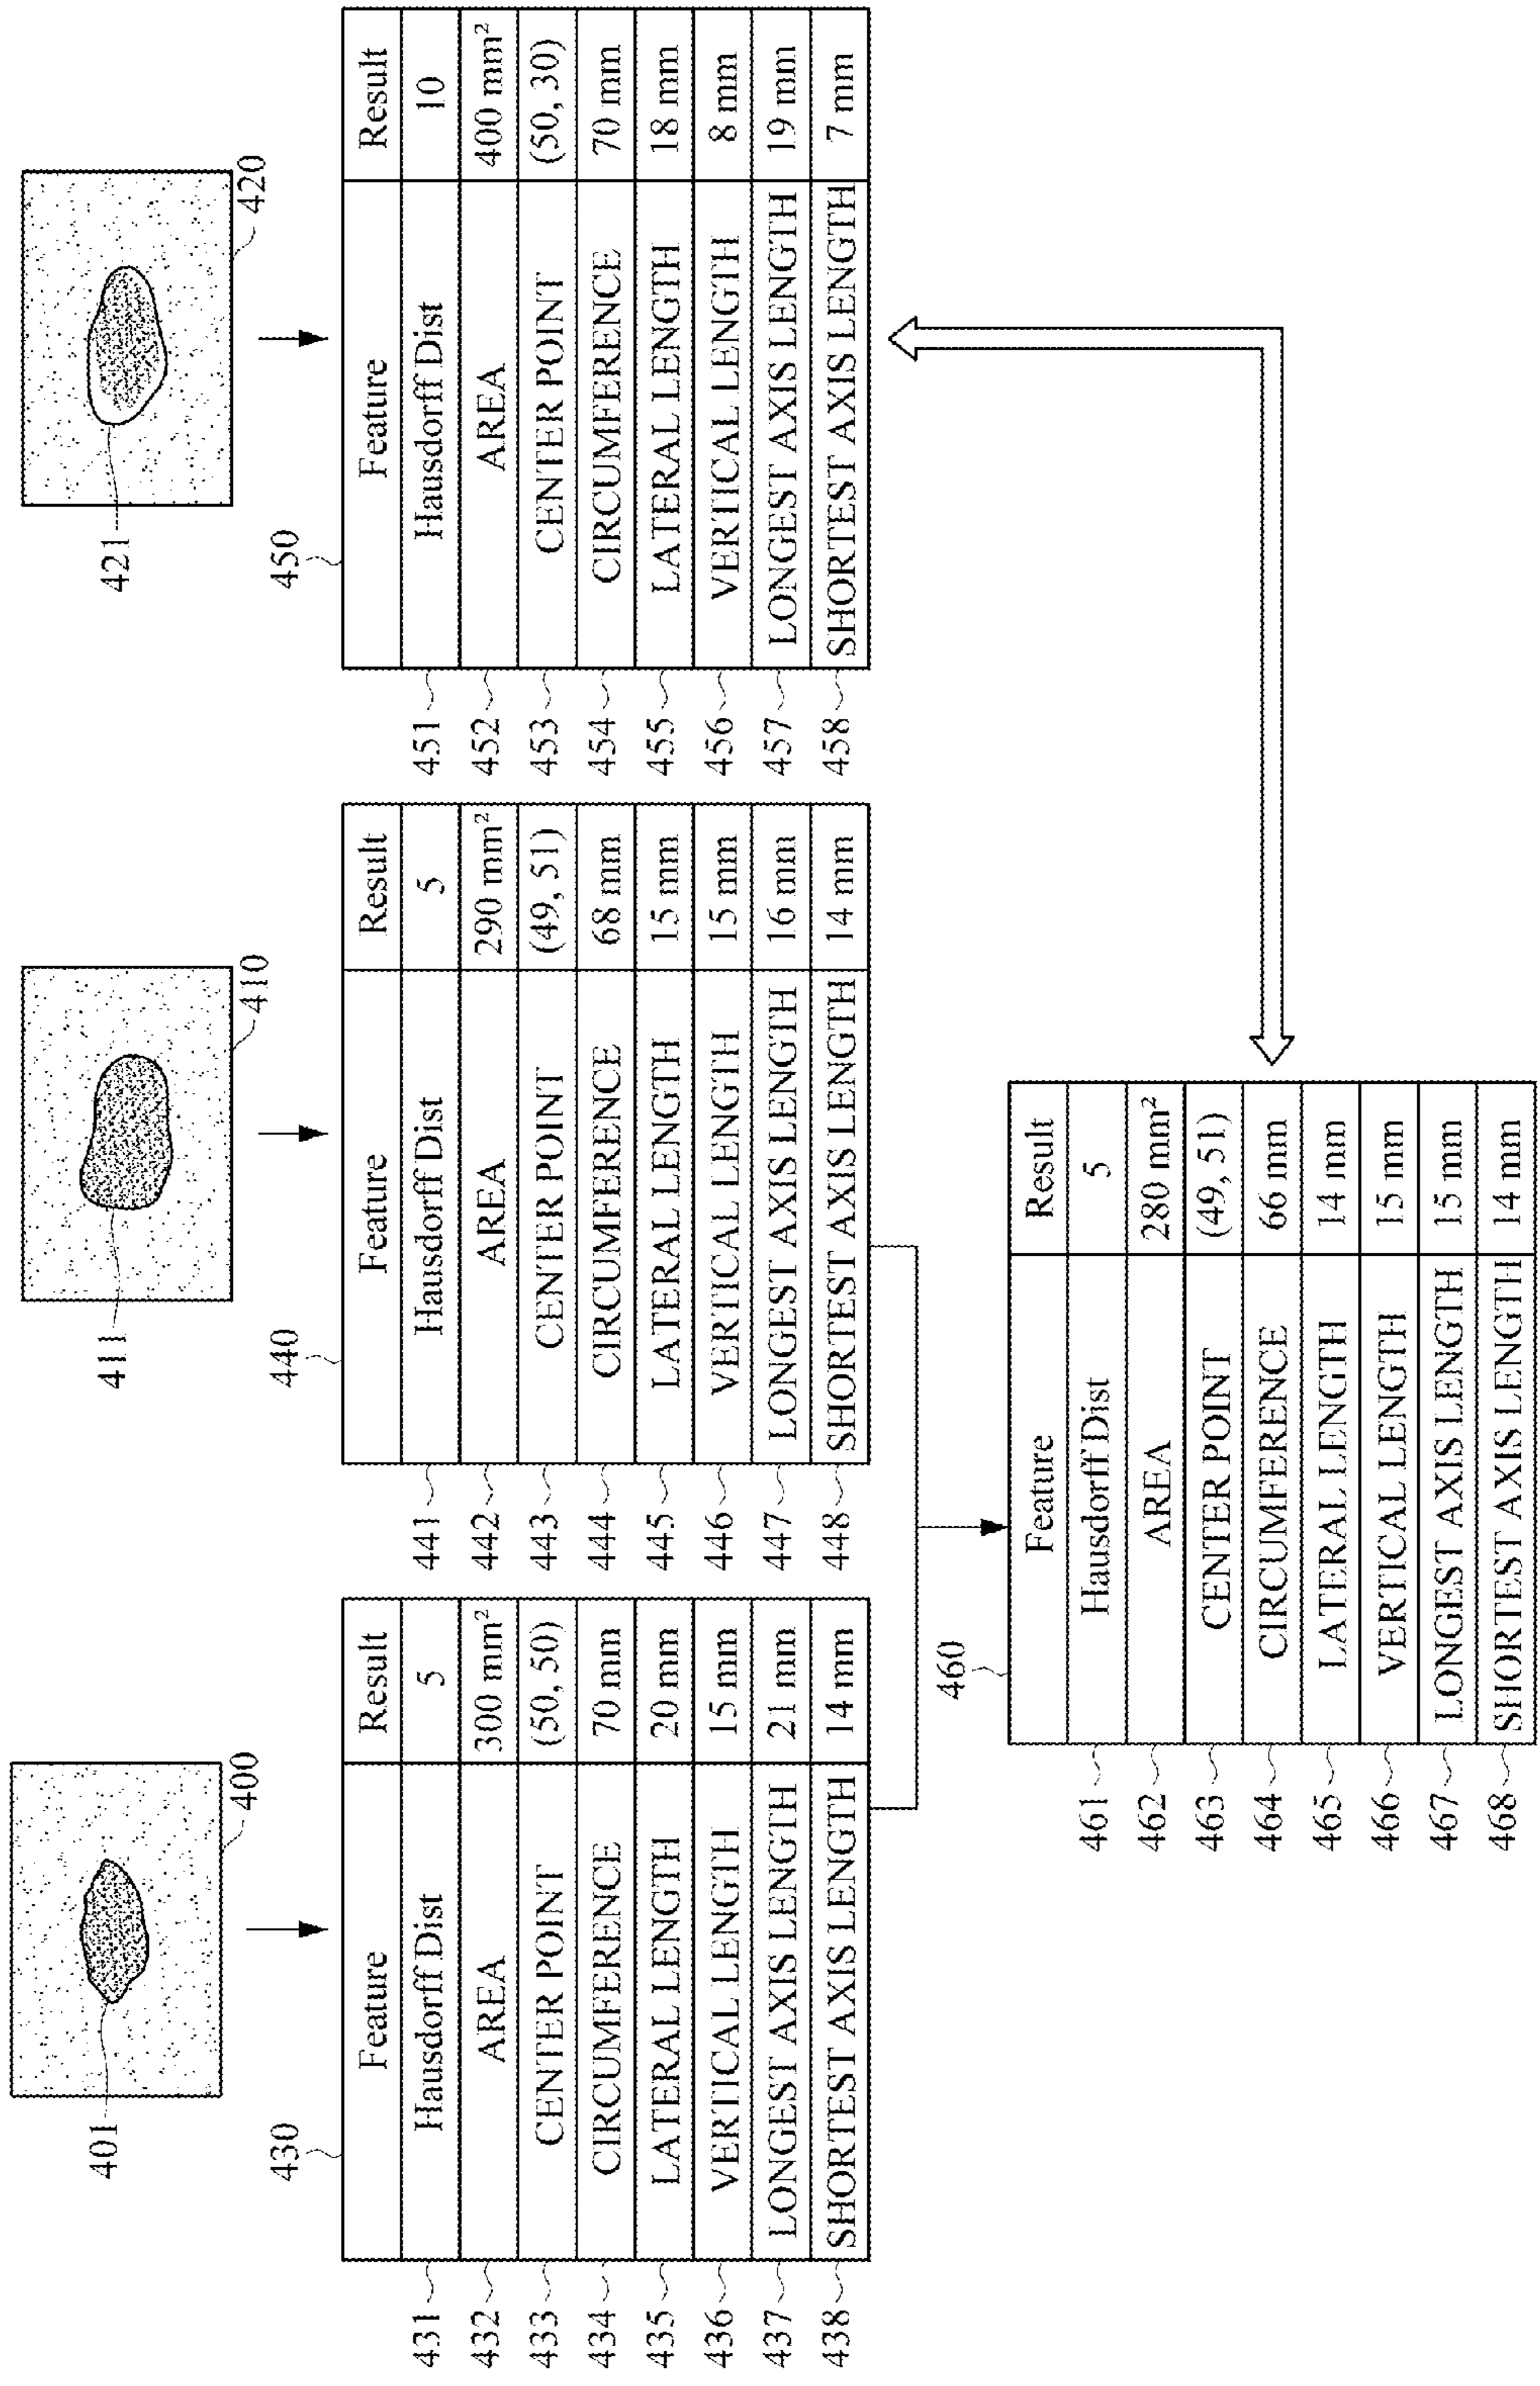 400
401
430
Feature Result
431 Hausdorff Dist 5
432 AREA 300 mm²
433 CENTER POINT (50, 50)
434 CIRCUMFERENCE 70 mm
435 LATERAL LENGTH 20 mm
436 VERTICAL LENGTH 15 mm
437 LONGEST AXIS LENGTH 21 mm
438 SHORTEST AXIS LENGTH 14 mm
410
411
440
Feature Result
441 Hausdorff Dist 5
442 AREA 290 mm²
443 CENTER POINT (49, 51)
444 CIRCUMFERENCE 68 mm
445 LATERAL LENGTH 15 mm
446 VERTICAL LENGTH 15 mm
447 LONGEST AXIS LENGTH 16 mm
448 SHORTEST AXIS LENGTH 14 mm
420
421
450
Feature Result
451 Hausdorff Dist 10
452 AREA 400 mm²
453 CENTER POINT (50, 30)
454 CIRCUMFERENCE 70 mm
455 LATERAL LENGTH 18 mm
456 VERTICAL LENGTH 8 mm
457 LONGEST AXIS LENGTH 19 mm
458 SHORTEST AXIS LENGTH 7 mm
460
Feature Result
461 Hausdorff Dist 5
462 AREA 280 mm²
463 CENTER POINT (49, 51)
464 CIRCUMFERENCE 66 mm
465 LATERAL LENGTH 14 mm
466 VERTICAL LENGTH 15 mm
467 LONGEST AXIS LENGTH 15 mm
468 SHORTEST AXIS LENGTH 14 mm